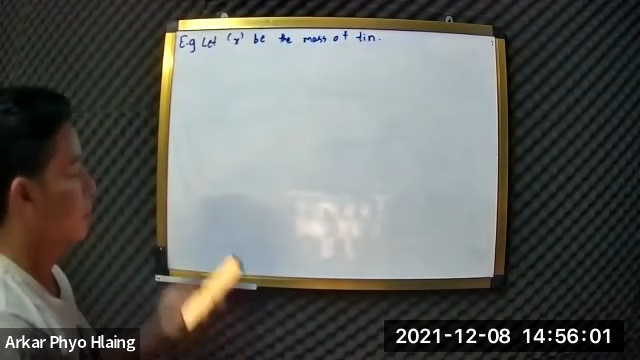 E.g Let 'x' be the mass of tin.
Arkar Phyo Hlaing
2021-12-08 14:56:01